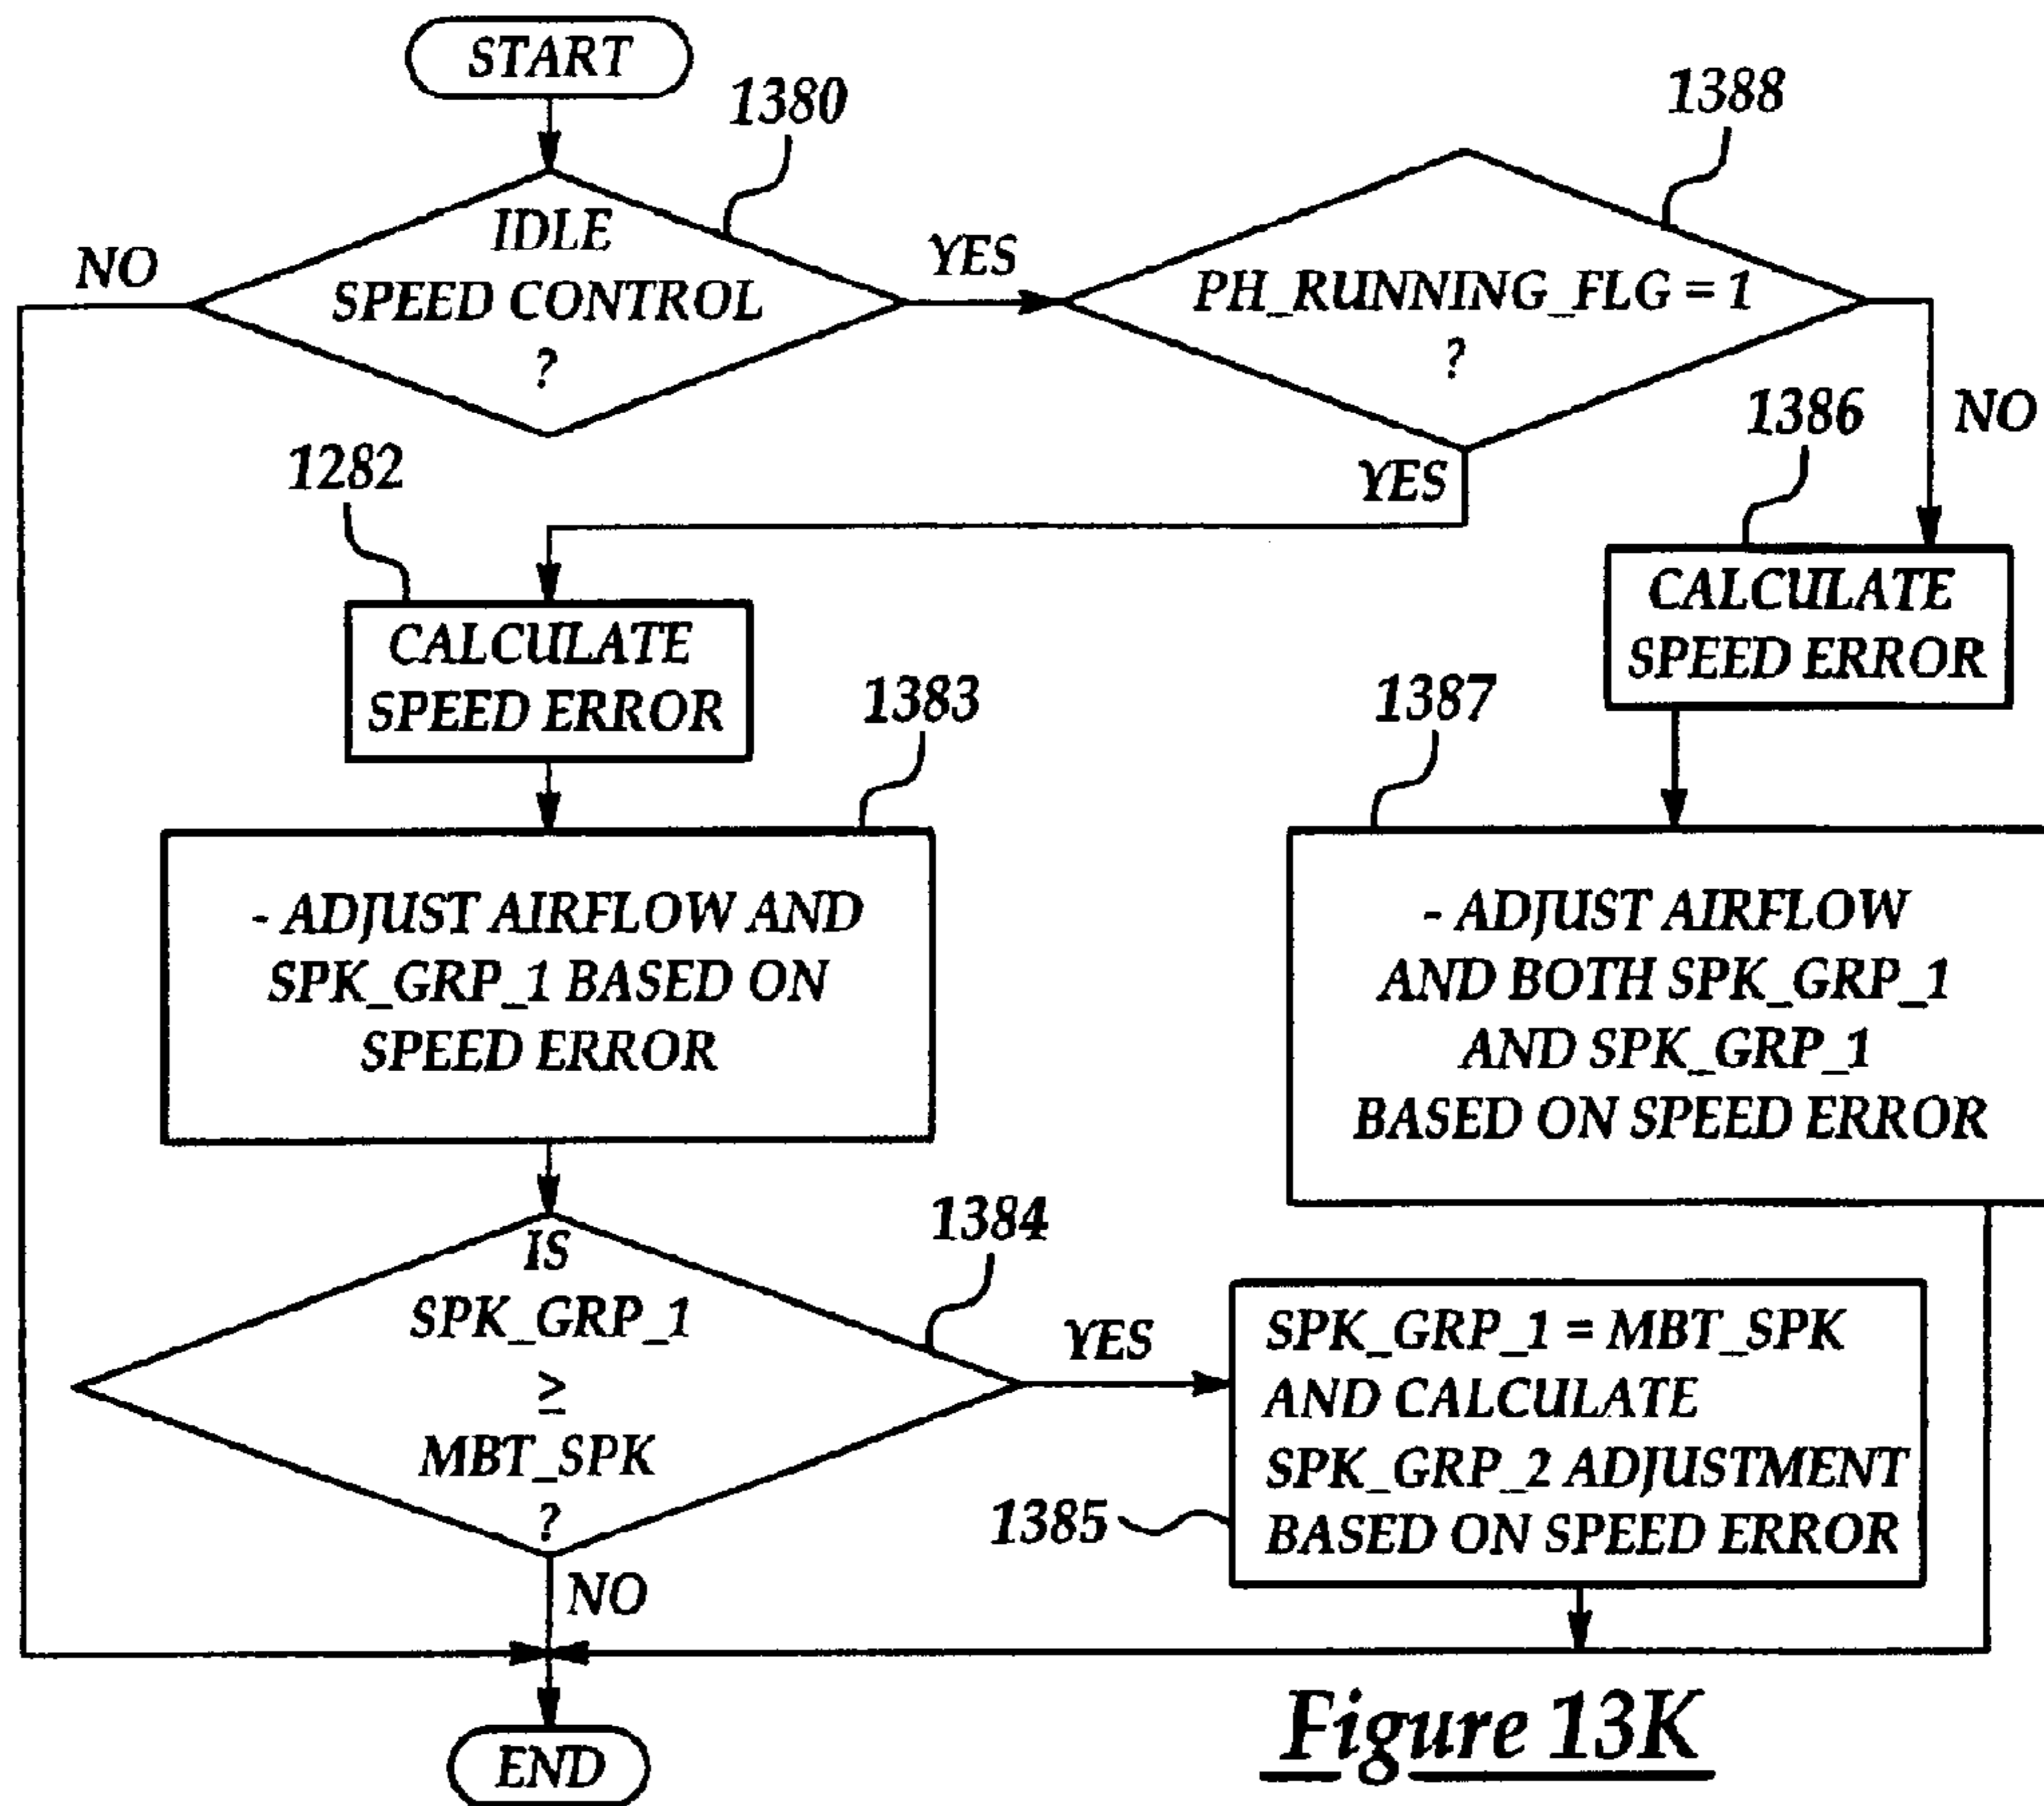 START
1380
1388
IDLE
SPEED CONTROL
?
NO
YES
PH_RUNNING_FLG = 1
?
1386
NO
YES
1282
CALCULATE
SPEED ERROR
CALCULATE
SPEED ERROR
1383
1387
- ADJUST AIRFLOW AND
SPK_GRP_1 BASED ON
SPEED ERROR
- ADJUST AIRFLOW
AND BOTH SPK_GRP_1
AND SPK_GRP_1
BASED ON SPEED ERROR
1384
IS
SPK_GRP_1
≥
MBT_SPK
?
YES
SPK_GRP_1 = MBT_SPK
AND CALCULATE
SPK_GRP_2 ADJUSTMENT
BASED ON SPEED ERROR
1385
NO
END
Figure 13K